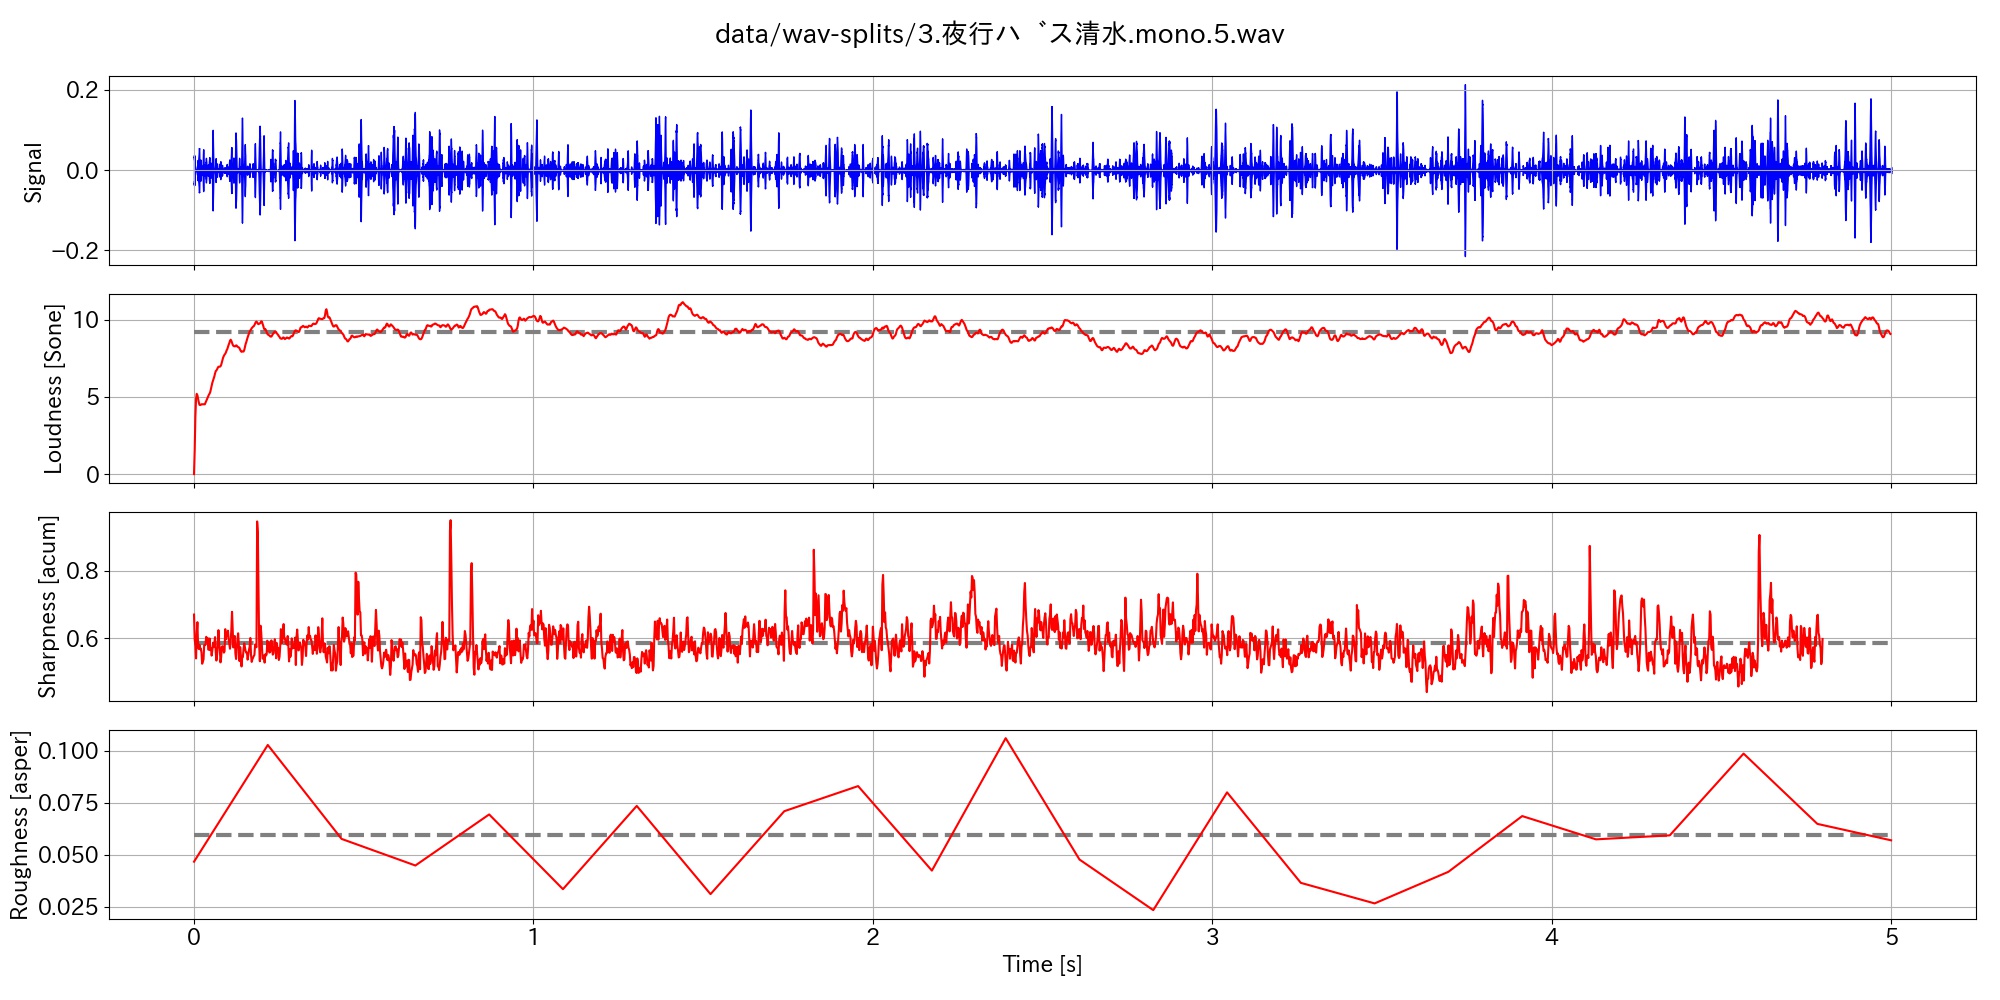 data/wav-splits/3.夜行バス清水.mono.5.wav
Signal
0.2
0.0
−0.2
Loudness [Sone]
10
5
0
Sharpness [acum]
0.8
0.6
Roughness [asper]
0.100
0.075
0.050
0.025
0 1 2 3 4 5
Time [s]